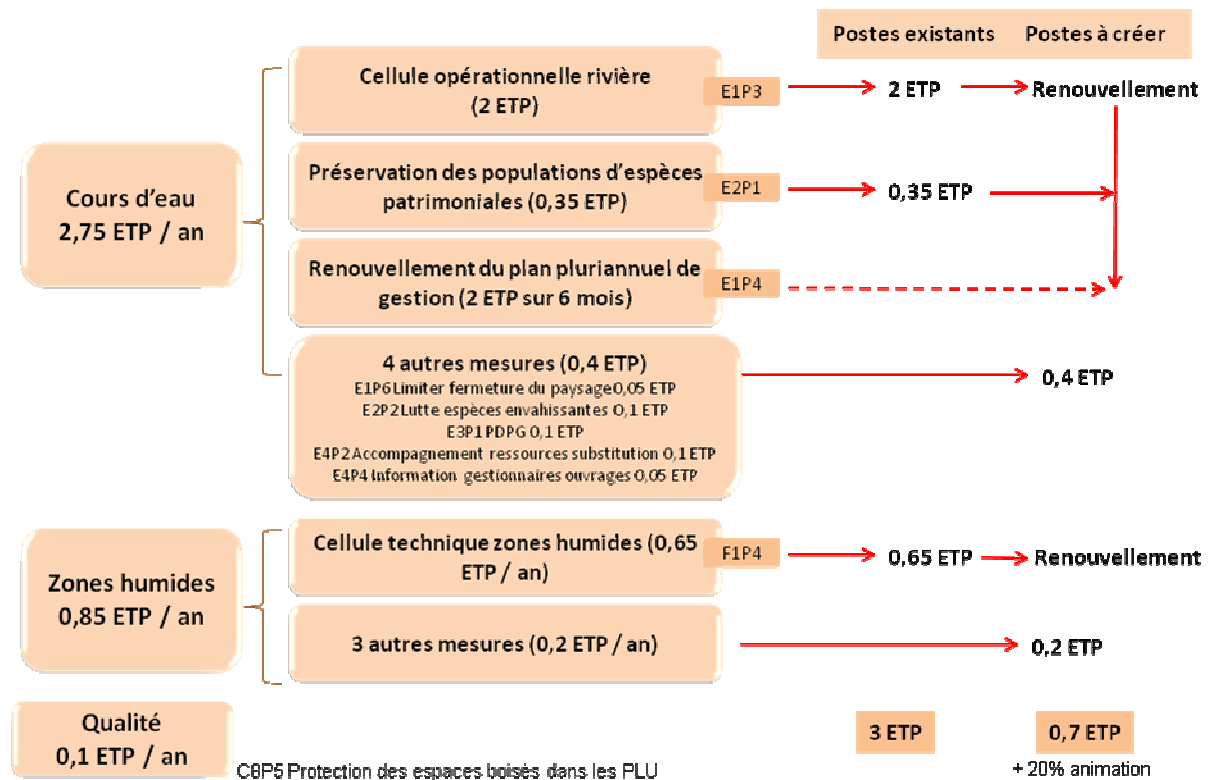 Postes existants Postes à créer
Cours d'eau
2,75 ETP / an
Cellule opérationnelle rivière
(2 ETP)
E1P3
2 ETP
Renouvellement
Préservation des populations d'espèces
patrimoniales (0,35 ETP)
E2P1
0,35 ETP
Renouvellement du plan pluriannuel de
gestion (2 ETP sur 6 mois)
E1P4
4 autres mesures (0,4 ETP)
E1P6 Limiter fermeture du paysage 0,05 ETP
E2P2 Lutte espèces envahissantes 0,1 ETP
E3P1 PDPG 0,1 ETP
E4P2 Accompagnement ressources substitution 0,1 ETP
E4P4 Information gestionnaires ouvrages 0,05 ETP
0,4 ETP
Zones humides
0,85 ETP / an
Cellule technique zones humides (0,65
ETP / an)
F1P4
0,65 ETP
Renouvellement
3 autres mesures (0,2 ETP / an)
0,2 ETP
Qualité
0,1 ETP / an
C8P5 Protection des espaces boisés dans les PLU
3 ETP
0,7 ETP
+ 20% animation